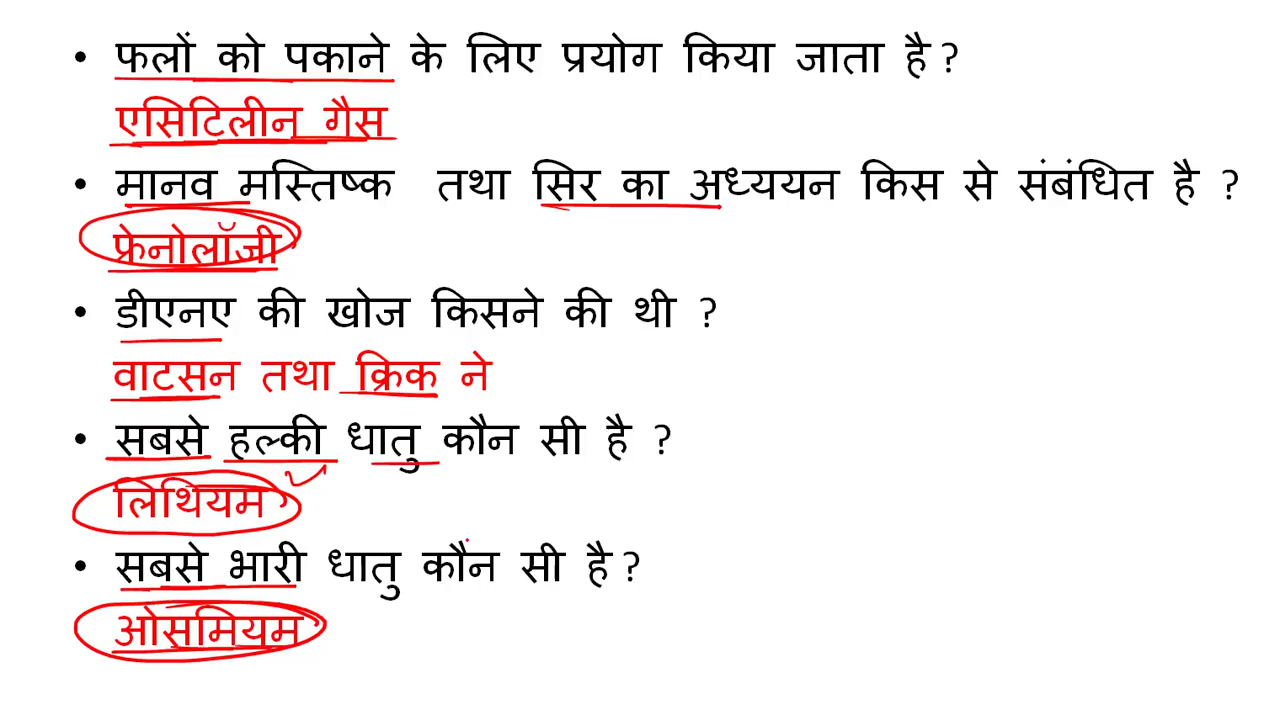 • फलों को पकाने के लिए प्रयोग किया जाता है ?
एसिटिलीन गैस
• मानव मस्तिष्क तथा सिर का अध्ययन किस से संबंधित है ?
फ्रेनोलॉजी
• डीएनए की खोज किसने की थी ?
वाटसन तथा क्रिक ने
• सबसे हल्की धातु कौन सी है ?
लिथियम
• सबसे भारी धातु कौन सी है ?
ओसमियम